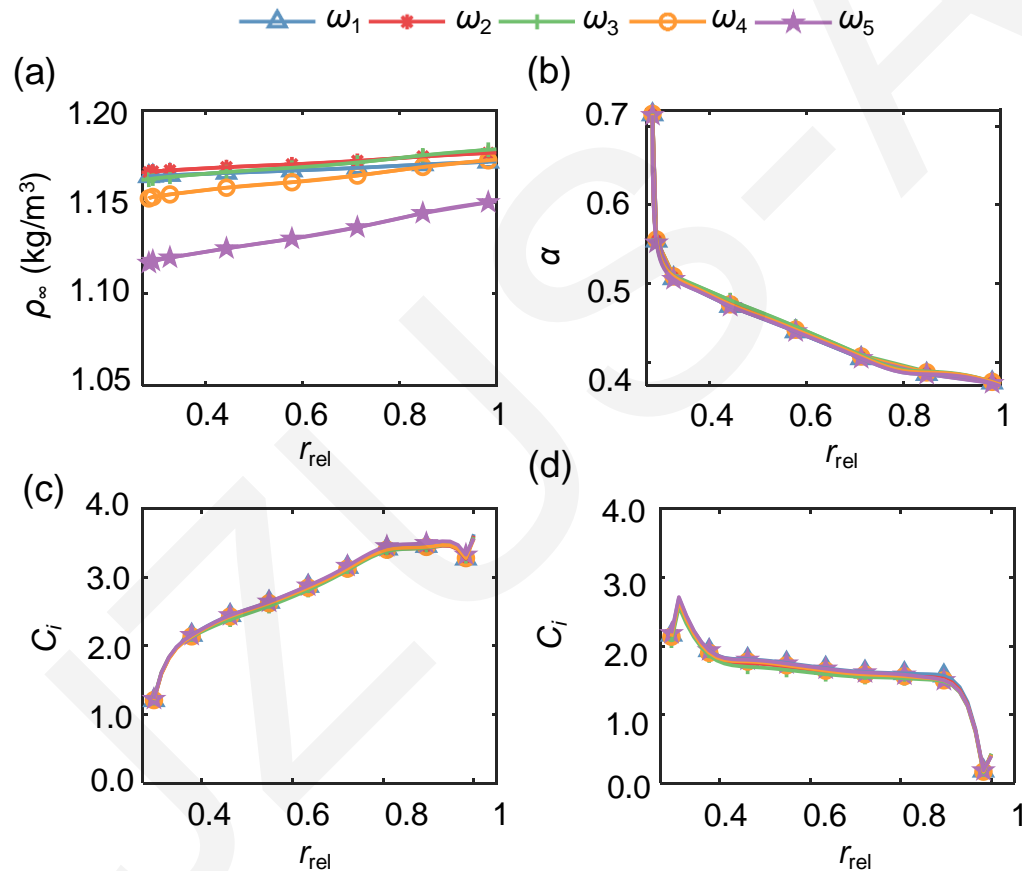 ω1 ω2 ω3 ω4 ω5
(a) (b)
1.20
1.15
1.10
1.05
ρ∞ (kg/m³)
0.4 0.6 0.8 1
rrel
0.7
0.6
0.5
0.4
α
0.4 0.6 0.8 1
rrel
(c) (d)
4.0
3.0
2.0
1.0
0.0
Ci
0.4 0.6 0.8 1
rrel
4.0
3.0
2.0
1.0
0.0
Ci
0.4 0.6 0.8 1
rrel
JZUS-A